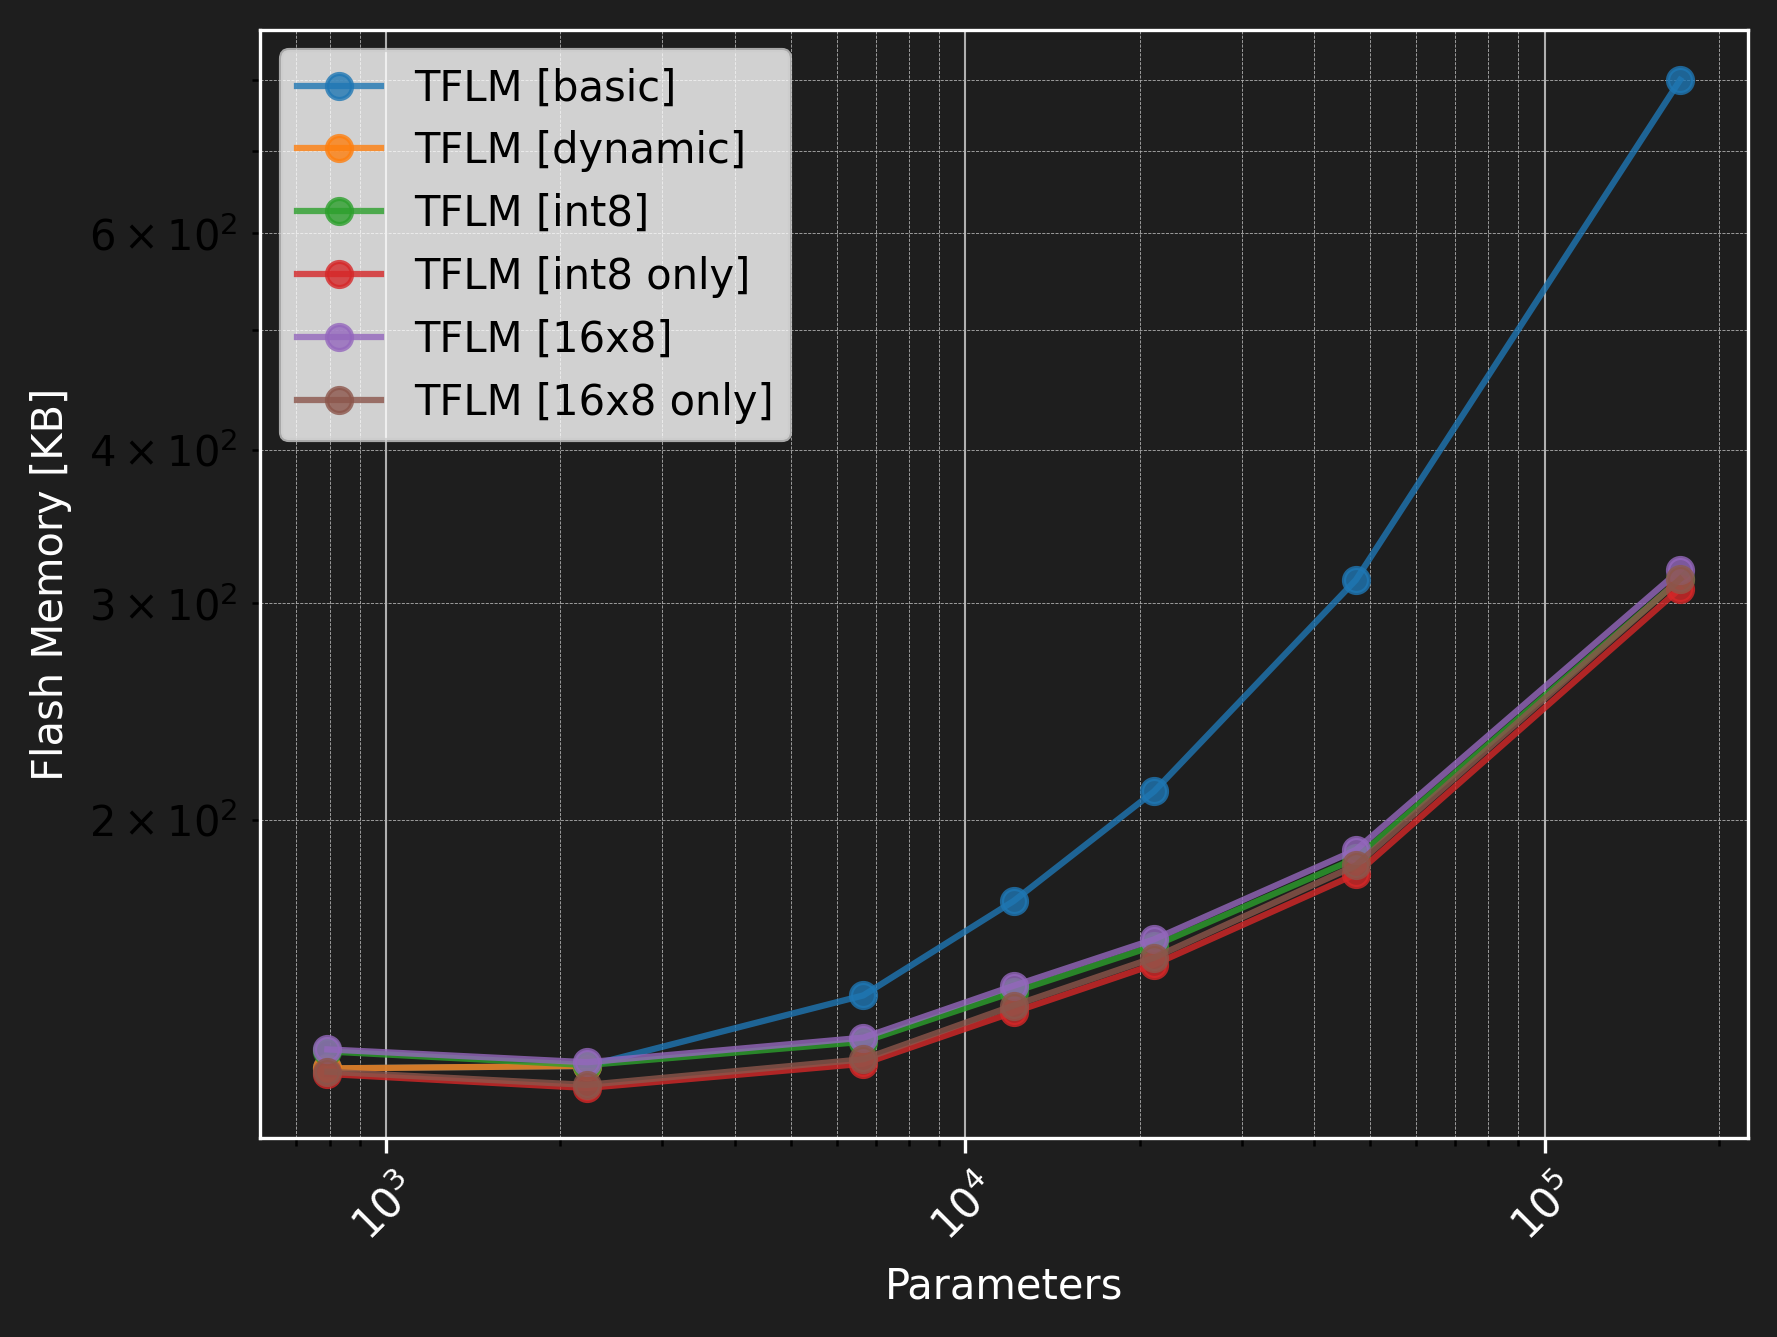 TFLM [basic]
TFLM [dynamic]
TFLM [int8]
TFLM [int8 only]
TFLM [16x8]
TFLM [16x8 only]
6 × 10²
4 × 10²
3 × 10²
2 × 10²
Flash Memory [KB]
10³
10⁴
10⁵
Parameters